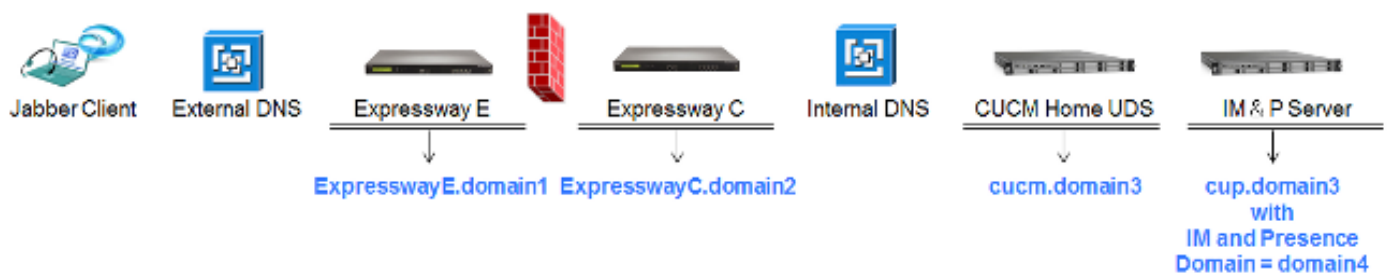 Jabber Client
External DNS
Expressway E
Expressway C
Internal DNS
CUCM Home UDS
IM & P Server
ExpresswayE.domain1
ExpresswayC.domain2
cucm.domain3
cup.domain3
with
IM and Presence
Domain = domain4